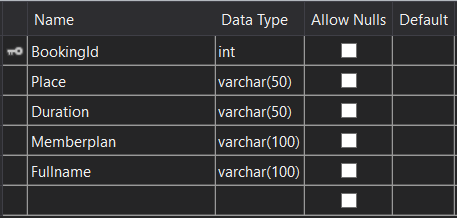 Name Data Type Allow Nulls Default
BookingId int
Place varchar(50)
Duration varchar(50)
Memberplan varchar(100)
Fullname varchar(100)